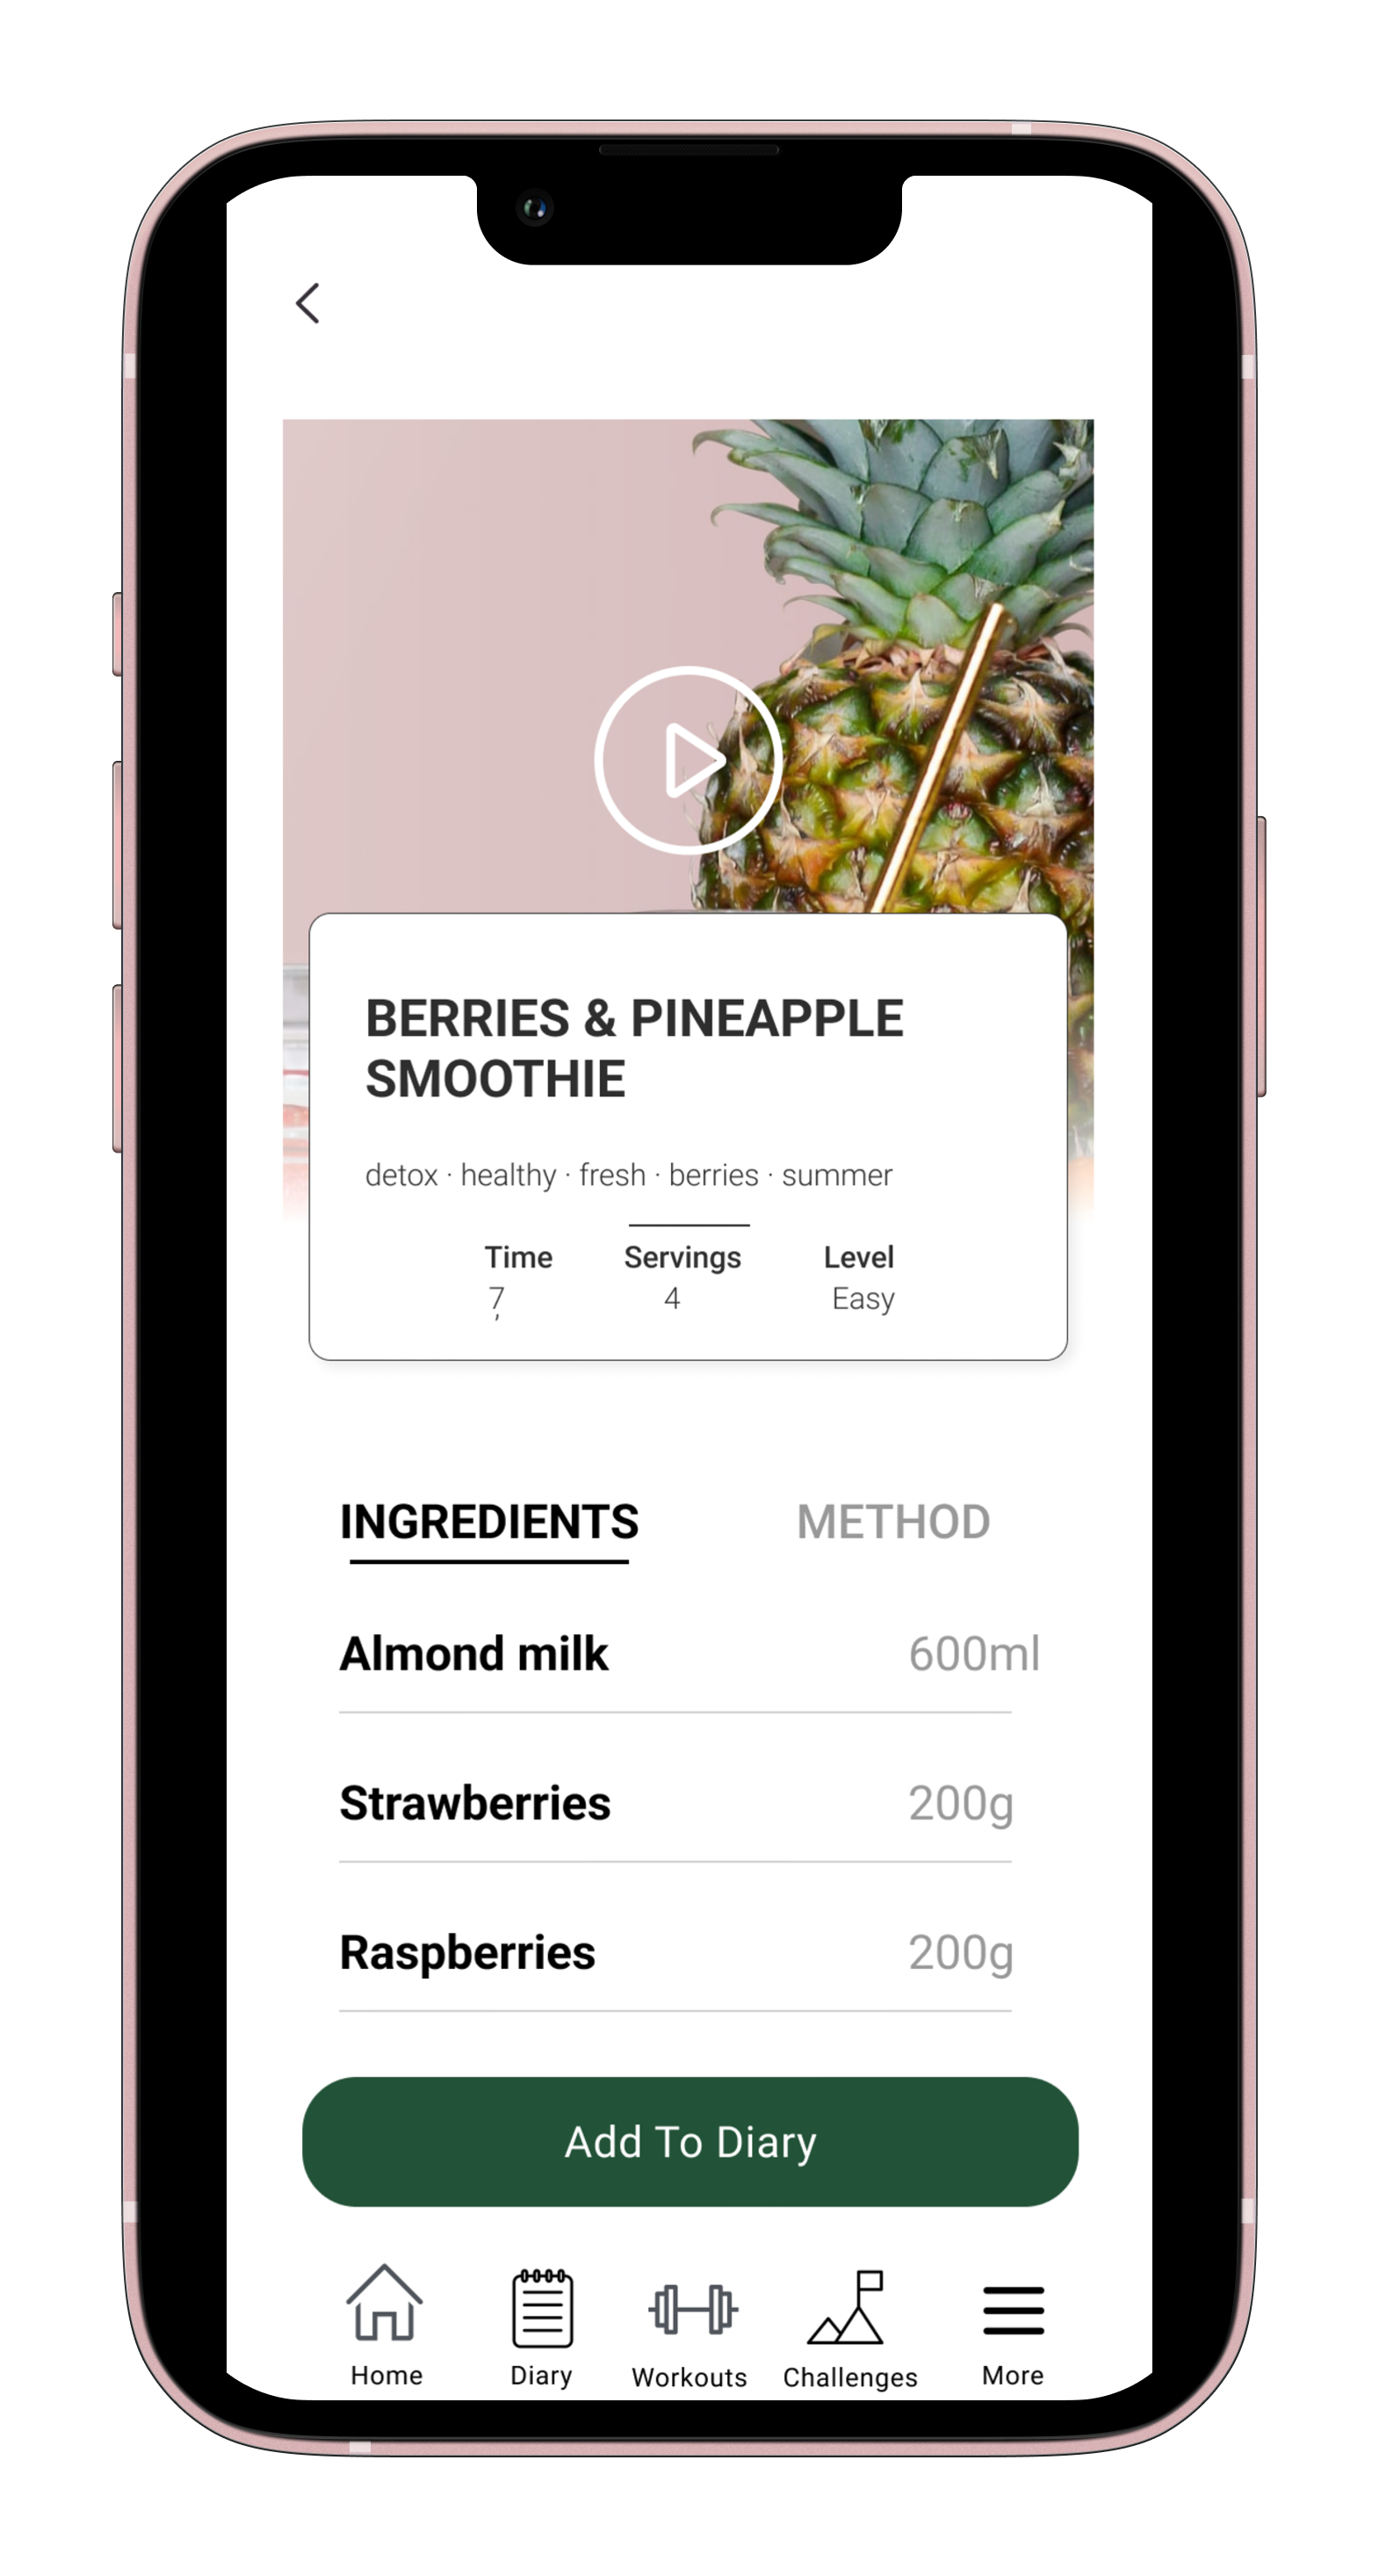 BERRIES & PINEAPPLE
SMOOTHIE
detox · healthy · fresh · berries · summer
Time Servings Level
7' 4 Easy
INGREDIENTS METHOD
Almond milk 600ml
Strawberries 200g
Raspberries 200g
Add To Diary
Home Diary Workouts Challenges More